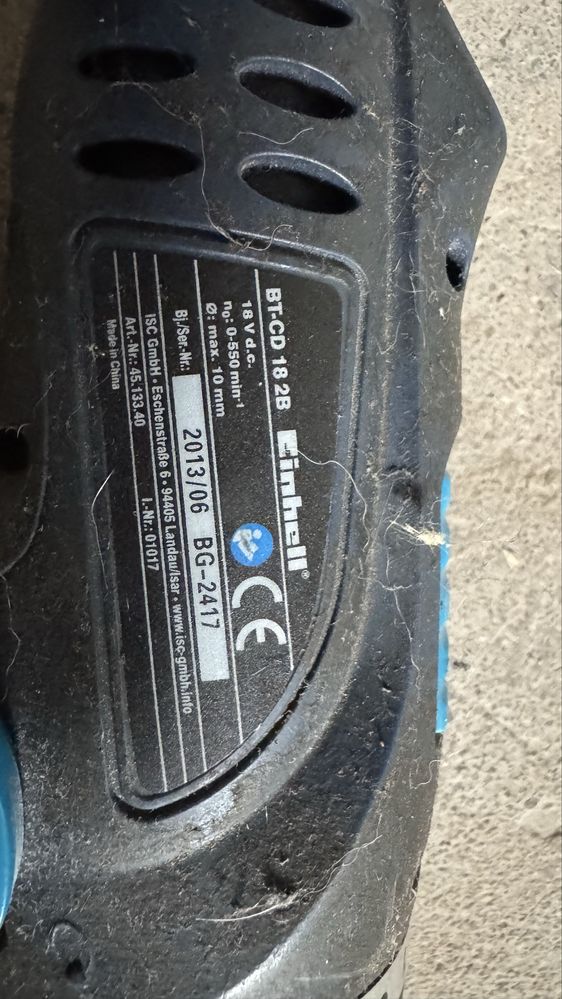 BT-CD 18 2B Einhell®
18 V d.c.
n₀: 0-550 min⁻¹
Ø: max. 10 mm
CE
Bj./Ser.-Nr.: 2013/06 BG-2417
ISC GmbH • Eschenstraße 6 • 94405 Landau/Isar • www.isc-gmbh.info
Art.-Nr.: 45.133.40 I.-Nr.: 01017
Made in China